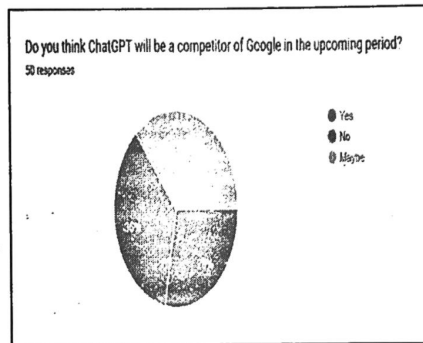 Do you think ChatGPT will be a competitor of Google in the upcoming period?
50 responses
Yes
No
Maybe